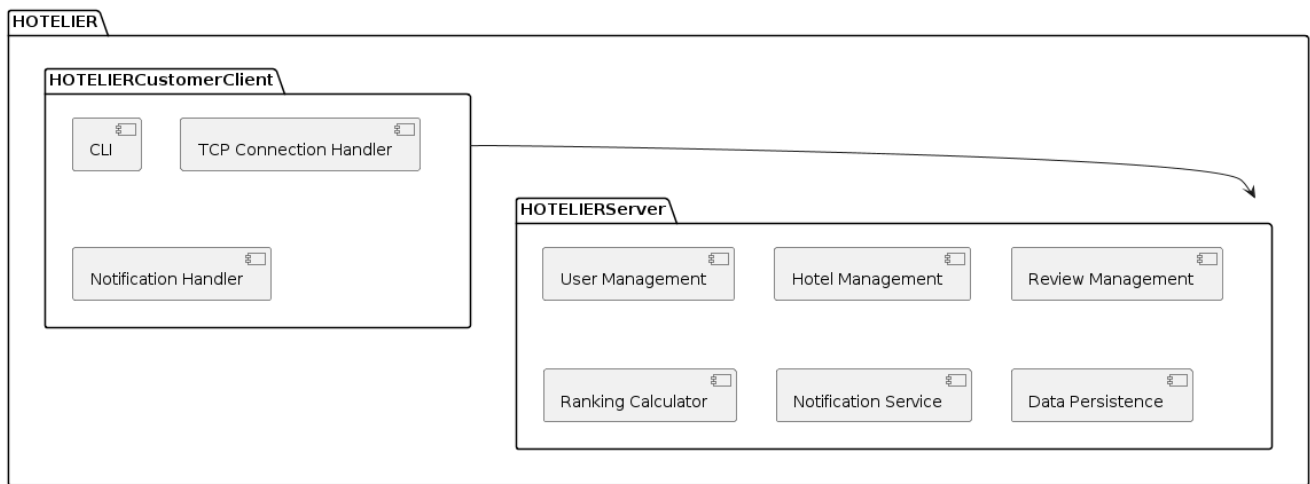 HOTELIER
HOTELIERCustomerClient
CLI
TCP Connection Handler
Notification Handler
HOTELIERServer
User Management
Hotel Management
Review Management
Ranking Calculator
Notification Service
Data Persistence